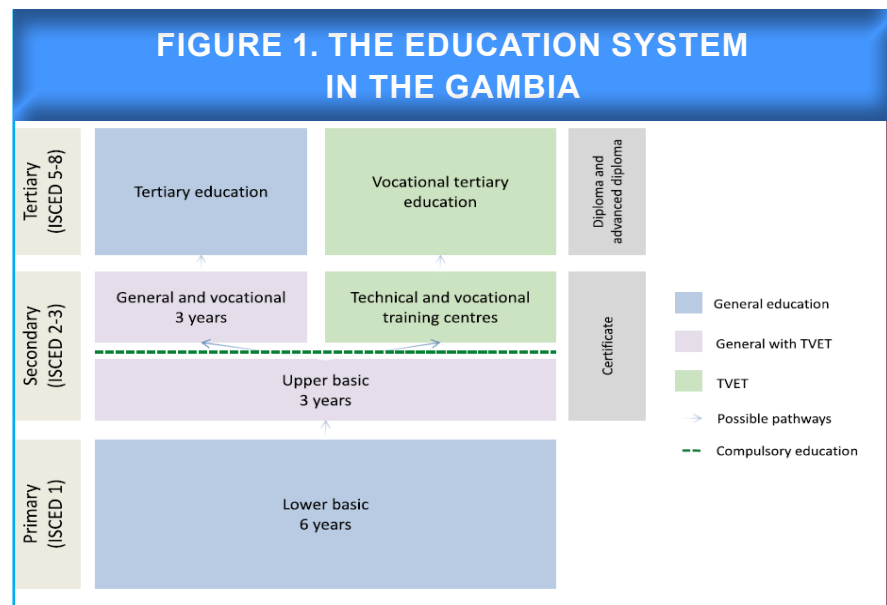 FIGURE 1. THE EDUCATION SYSTEM
IN THE GAMBIA
Tertiary
(ISCED 5-8)
Tertiary education
Vocational tertiary
education
Diploma and
advanced diploma
Secondary
(ISCED 2-3)
General and vocational
3 years
Technical and vocational
training centres
Upper basic
3 years
Certificate
Primary
(ISCED 1)
Lower basic
6 years
General education
General with TVET
TVET
Possible pathways
Compulsory education